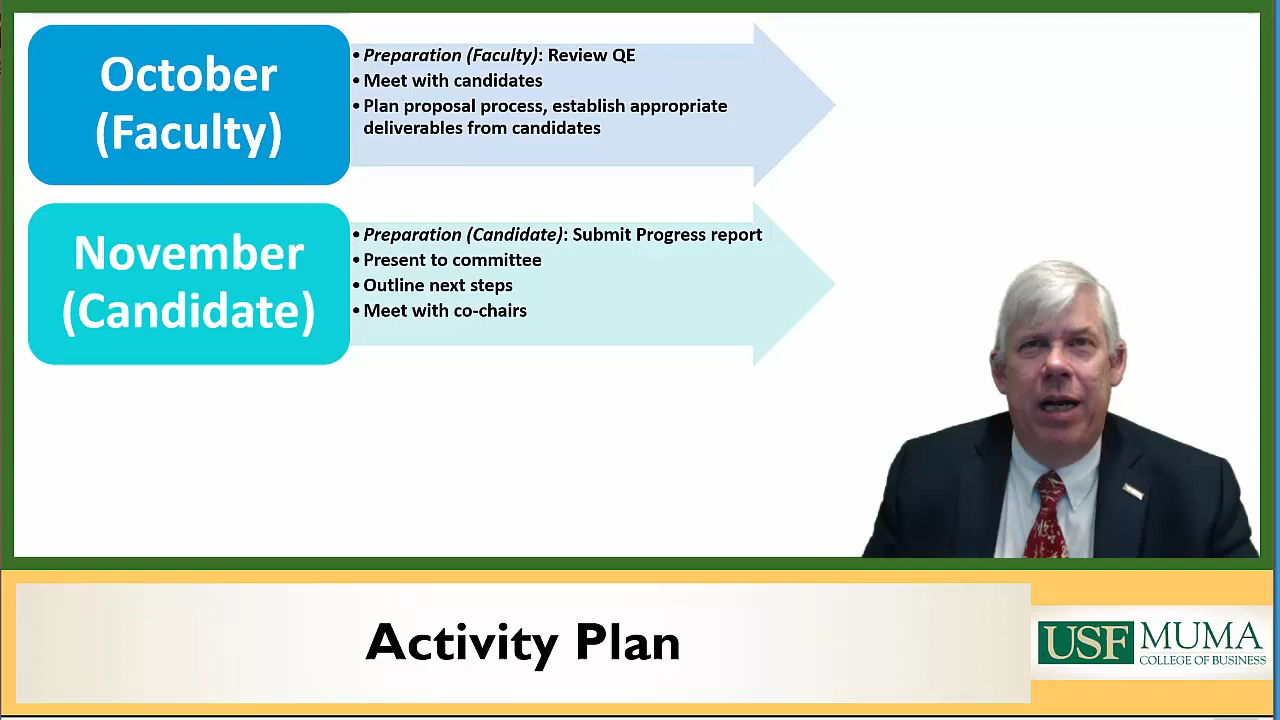 October
(Faculty)
• Preparation (Faculty): Review QE
• Meet with candidates
• Plan proposal process, establish appropriate
deliverables from candidates
November
(Candidate)
• Preparation (Candidate): Submit Progress report
• Present to committee
• Outline next steps
• Meet with co-chairs
Activity Plan
USF MUMA
COLLEGE OF BUSINESS